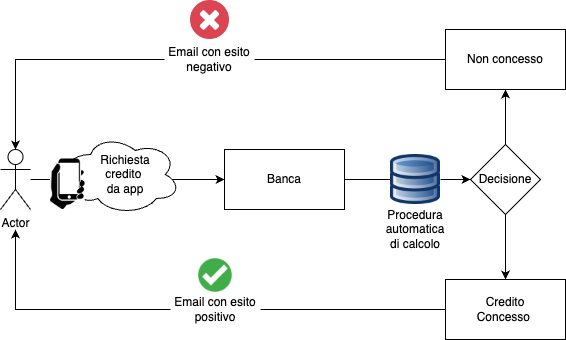 Email con esito
negativo
Non concesso
Richiesta
credito
da app
Banca
Decisione
Actor
Procedura
automatica
di calcolo
Email con esito
positivo
Credito
Concesso